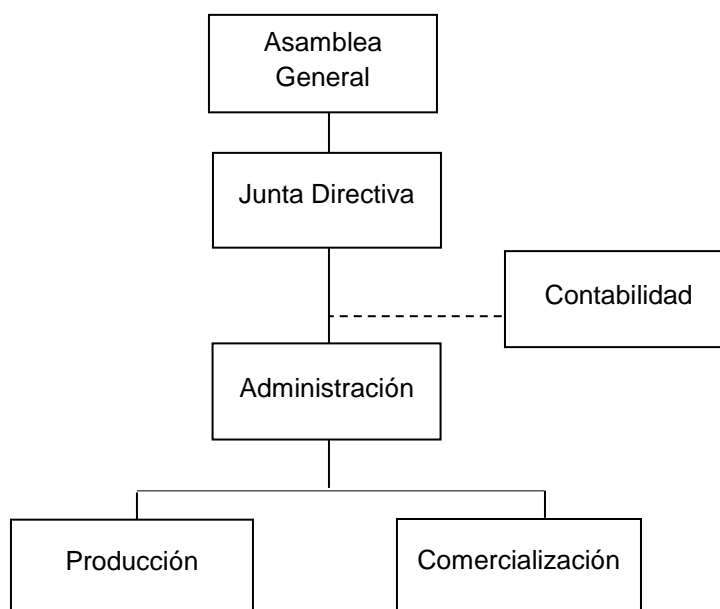 Asamblea
General
Junta Directiva
Contabilidad
Administración
Producción
Comercialización